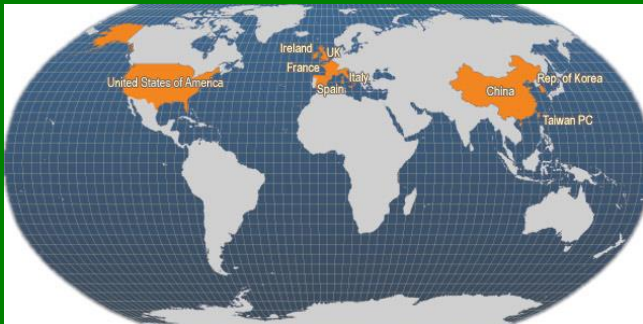 Ireland
UK
France
Italy
United States of America
Spain
Rep. of Korea
China
Taiwan PC